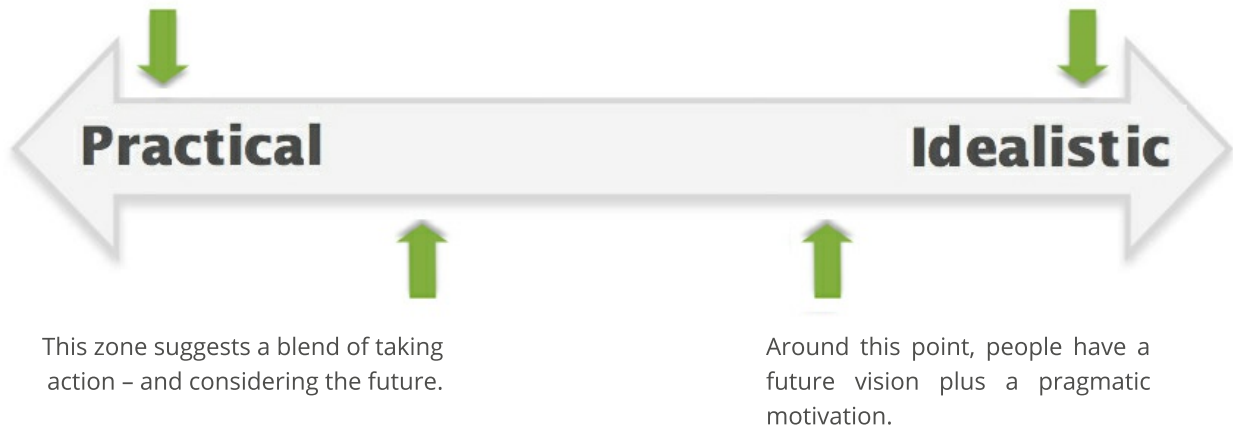 Practical
Idealistic
This zone suggests a blend of taking
action – and considering the future.
Around this point, people have a
future vision plus a pragmatic
motivation.